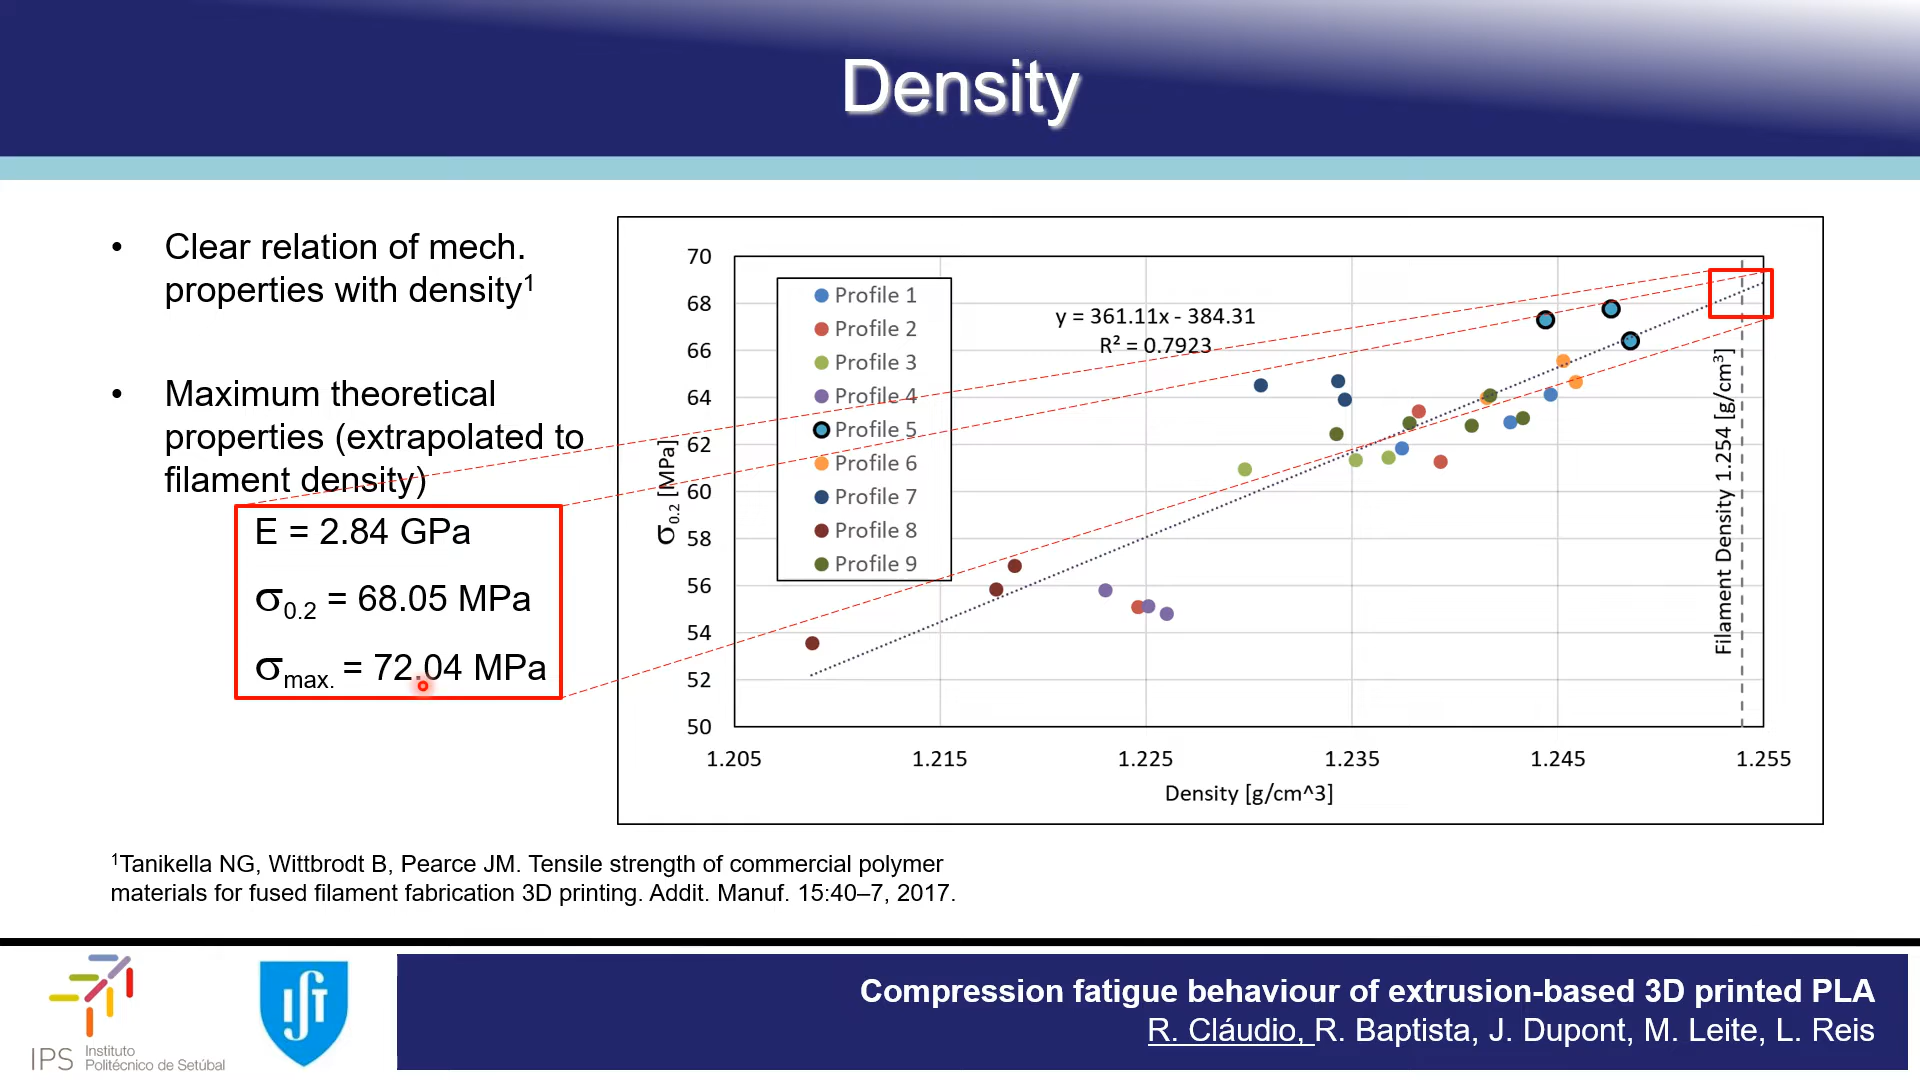 Density
• Clear relation of mech.
properties with density¹
• Maximum theoretical
properties (extrapolated to
filament density)
E = 2.84 GPa
σ0.2 = 68.05 MPa
σmax. = 72.04 MPa
70
68
66
64
62
60
58
56
54
52
50
σ0.2 [MPa]
Profile 1
Profile 2
Profile 3
Profile 4
Profile 5
Profile 6
Profile 7
Profile 8
Profile 9
y = 361.11x - 384.31
R² = 0.7923
Filament Density 1.254 [g/cm³]
1.205 1.215 1.225 1.235 1.245 1.255
Density [g/cm^3]
¹Tanikella NG, Wittbrodt B, Pearce JM. Tensile strength of commercial polymer
materials for fused filament fabrication 3D printing. Addit. Manuf. 15:40–7, 2017.
IPS Instituto
Politécnico de Setúbal
IST
Compression fatigue behaviour of extrusion-based 3D printed PLA
R. Cláudio, R. Baptista, J. Dupont, M. Leite, L. Reis